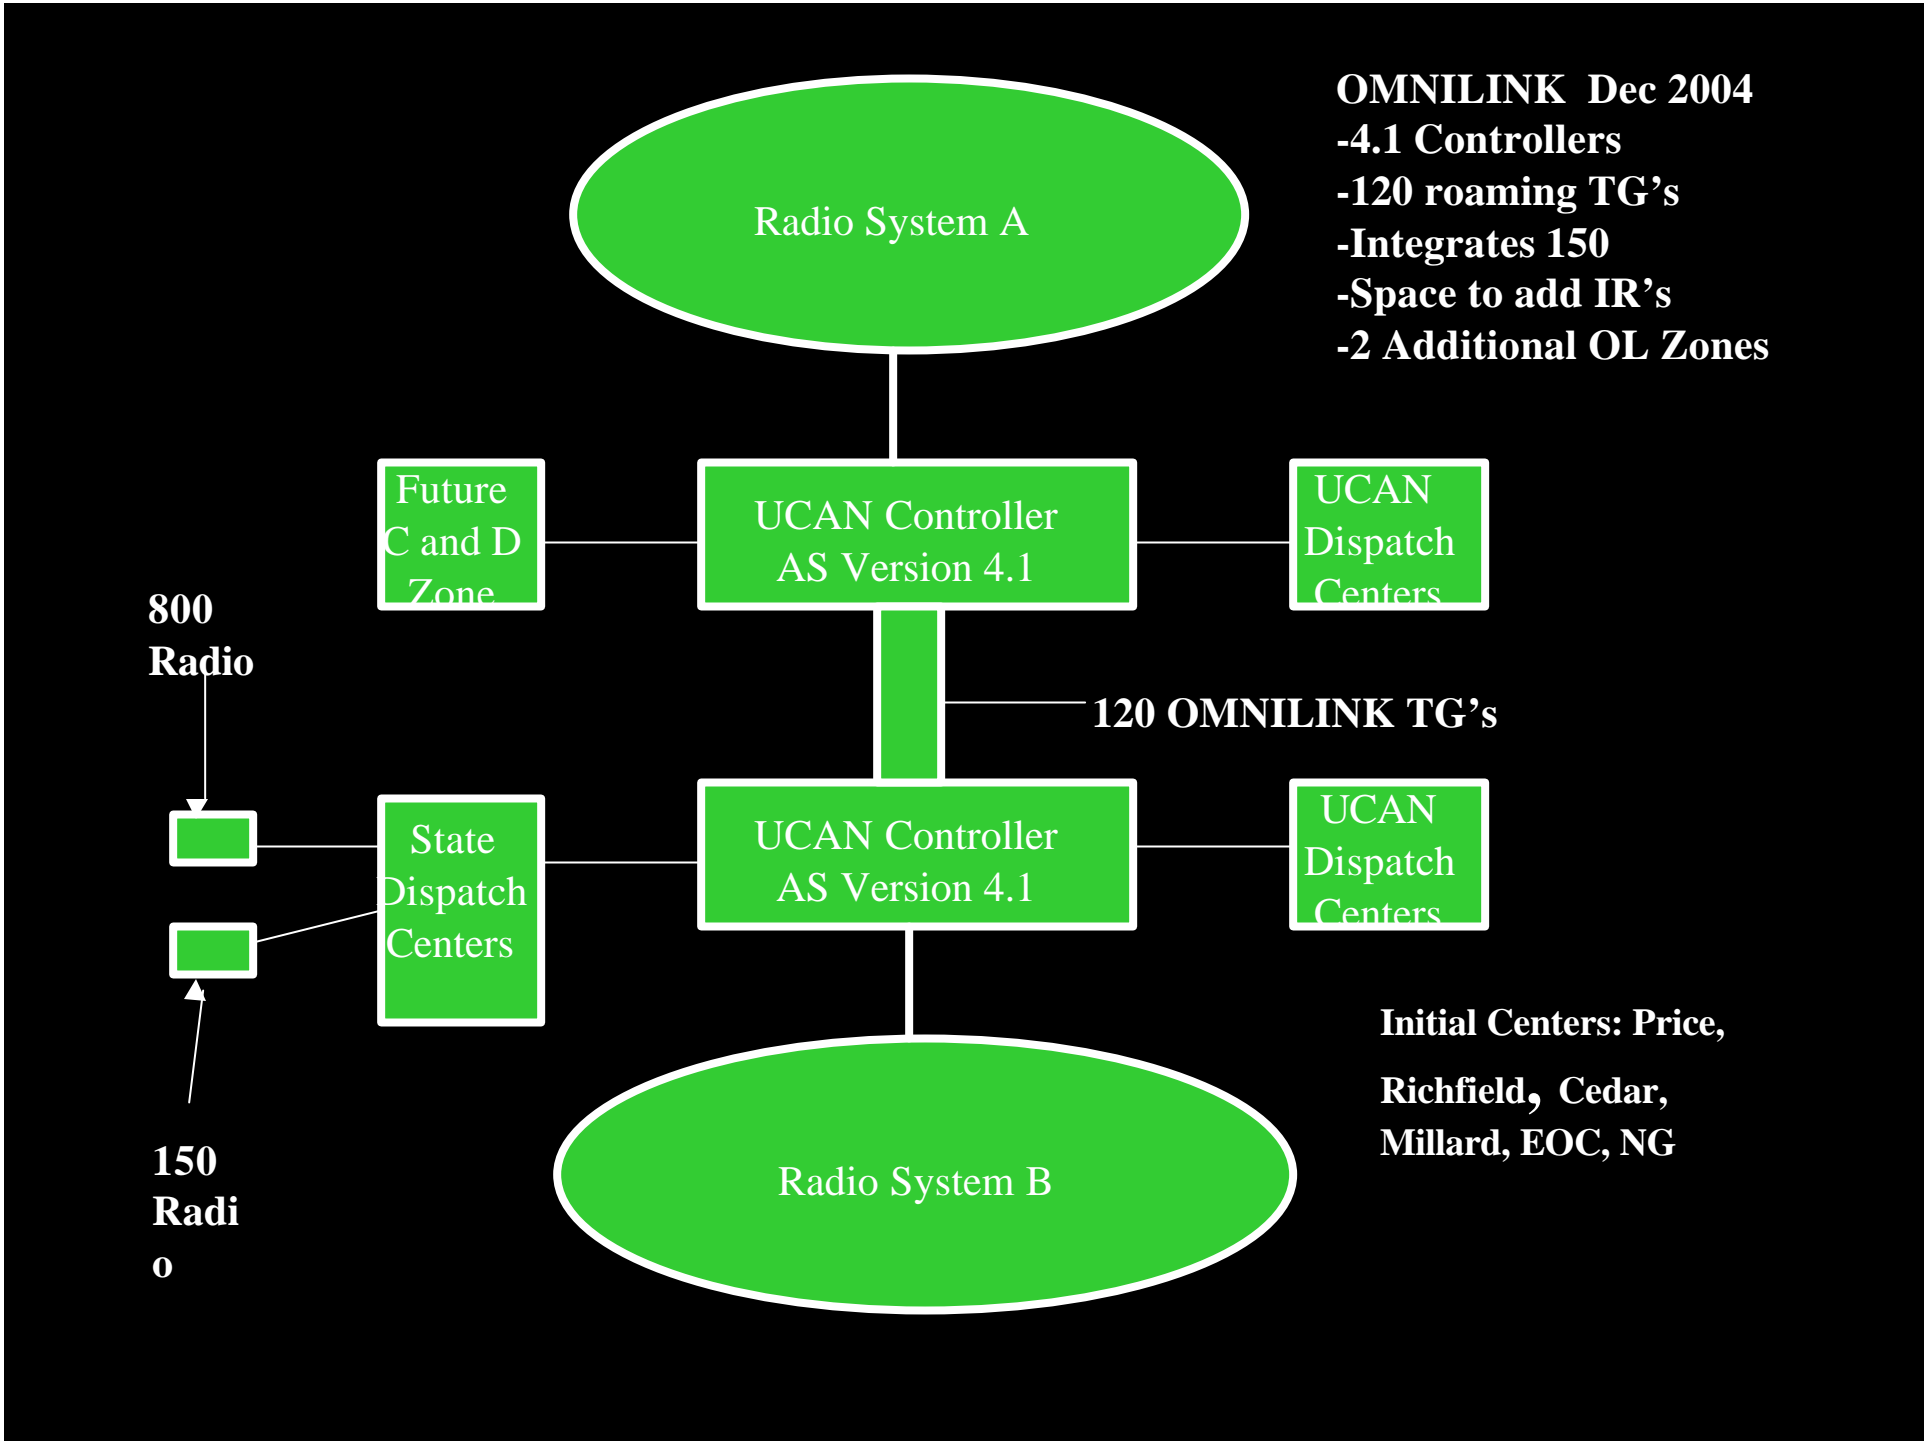 OMNILINK Dec 2004
-4.1 Controllers
-120 roaming TG’s
-Integrates 150
-Space to add IR’s
-2 Additional OL Zones
Radio System A
Future
C and D
Zone
UCAN Controller
AS Version 4.1
UCAN
Dispatch
Centers
800
Radio
120 OMNILINK TG’s
State
Dispatch
Centers
UCAN Controller
AS Version 4.1
UCAN
Dispatch
Centers
150
Radi
o
Radio System B
Initial Centers: Price,
Richfield, Cedar,
Millard, EOC, NG